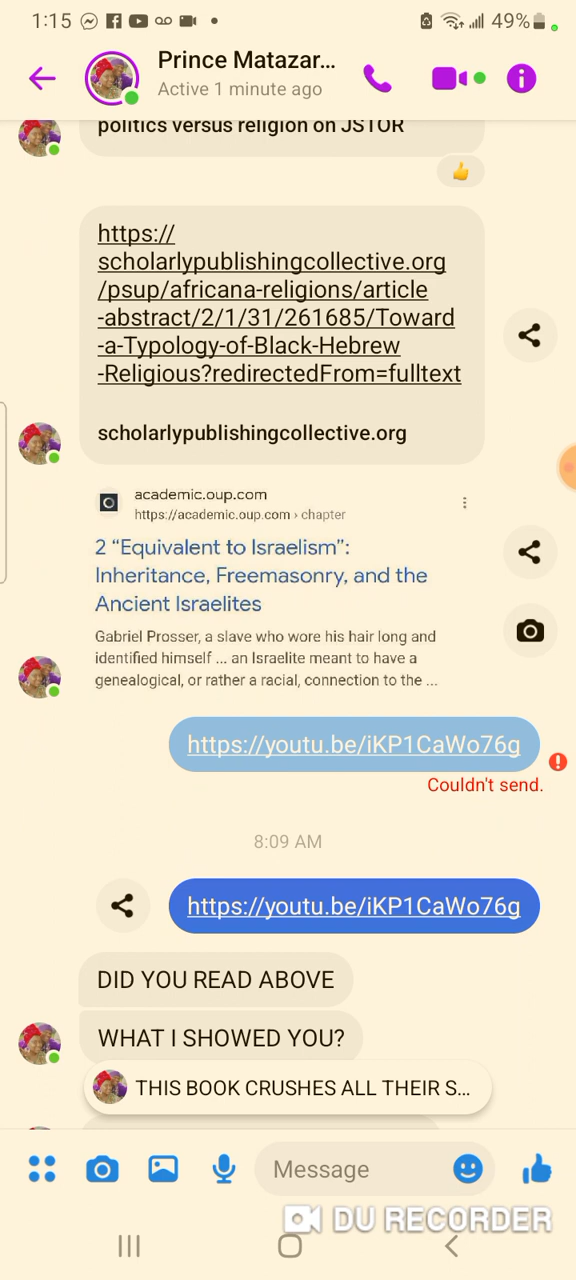 1:15
49%
Prince Matazar...
Active 1 minute ago
politics versus religion on JSTOR
https://
scholarlypublishingcollective.org
/psup/africana-religions/article
-abstract/2/1/31/261685/Toward
-a-Typology-of-Black-Hebrew
-Religious?redirectedFrom=fulltext
scholarlypublishingcollective.org
academic.oup.com
https://academic.oup.com › chapter
2 “Equivalent to Israelism”:
Inheritance, Freemasonry, and the
Ancient Israelites
Gabriel Prosser, a slave who wore his hair long and
identified himself ... an Israelite meant to have a
genealogical, or rather a racial, connection to the ...
https://youtu.be/iKP1CaWo76g
Couldn't send.
8:09 AM
https://youtu.be/iKP1CaWo76g
DID YOU READ ABOVE
WHAT I SHOWED YOU?
THIS BOOK CRUSHES ALL THEIR S...
Message
DU RECORDER